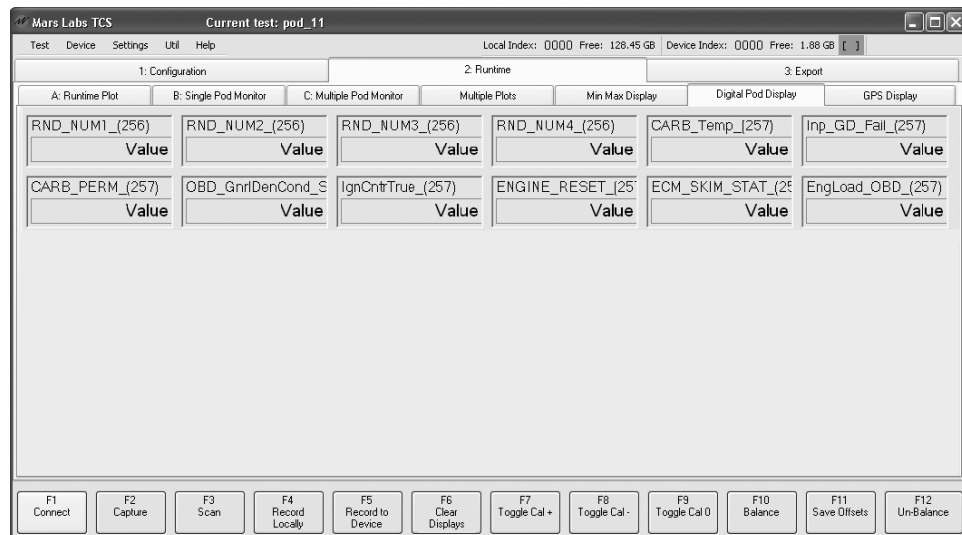 Mars Labs TCS Current test: pod_11
Test Device Settings Util Help Local Index: 0000 Free: 128.45 GB Device Index: 0000 Free: 1.88 GB [ ]
1: Configuration 2: Runtime 3: Export
A: Runtime Plot B: Single Pod Monitor C: Multiple Pod Monitor Multiple Plots Min Max Display Digital Pod Display GPS Display
RND_NUM1_(256) RND_NUM2_(256) RND_NUM3_(256) RND_NUM4_(256) CARB_Temp_(257) Inp_GD_Fail_(257)
Value Value Value Value Value Value
CARB_PERM_(257) OBD_GnrlDenCond_S IgnCntrTrue_(257) ENGINE_RESET_(25 ECM_SKIM_STAT_(25 EngLoad_OBD_(257)
Value Value Value Value Value Value
F1 F2 F3 F4 F5 F6 F7 F8 F9 F10 F11 F12
Connect Capture Scan Record Locally Record to Device Clear Displays Toggle Cal + Toggle Cal - Toggle Cal 0 Balance Save Offsets Un-Balance